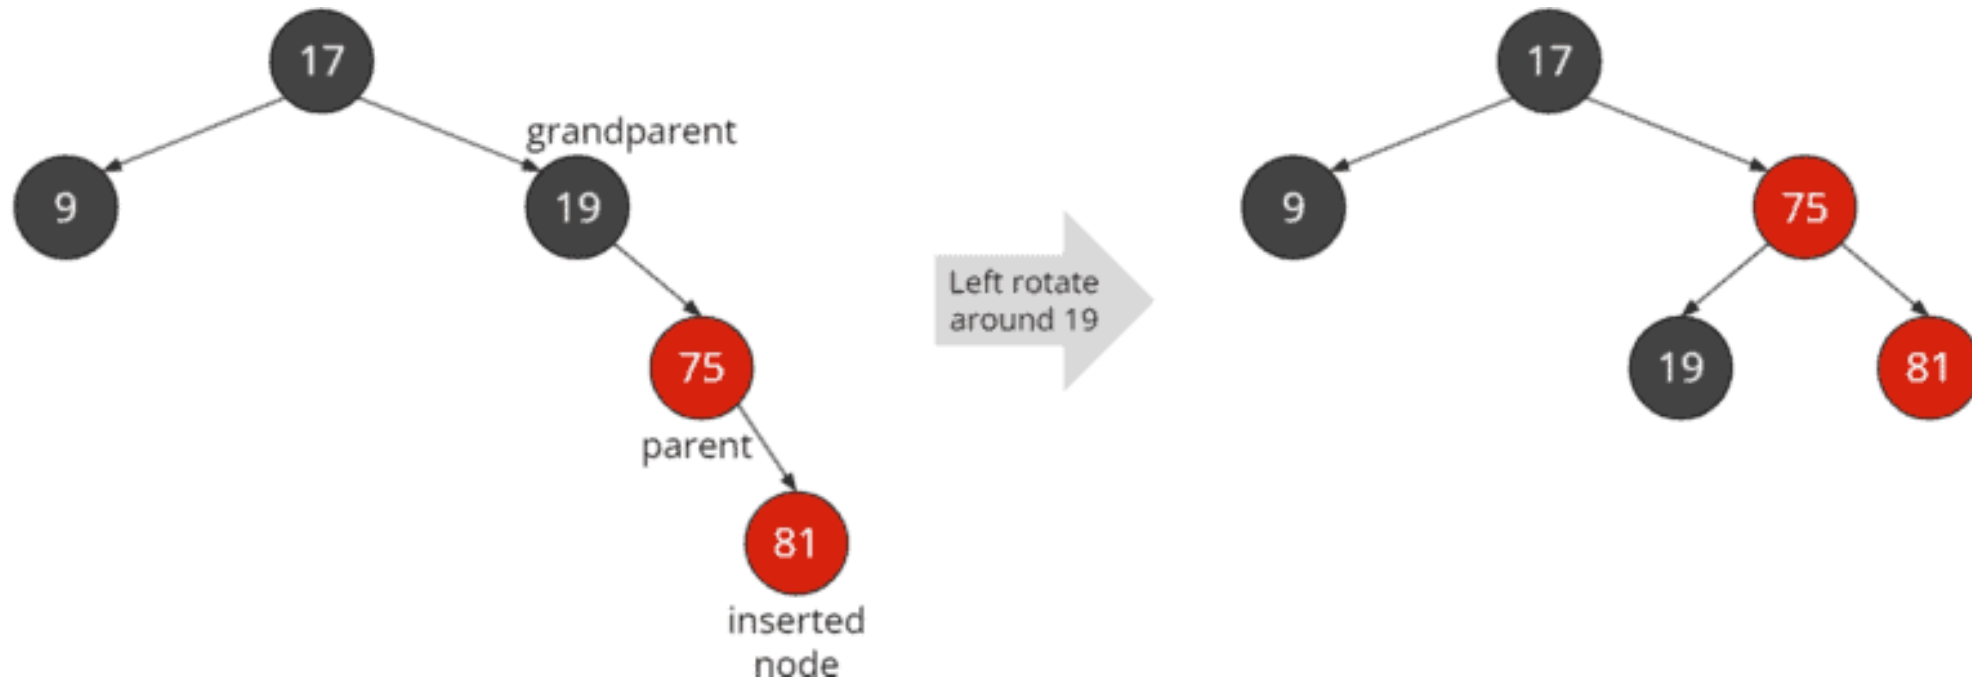 17
grandparent
9
19
75
parent
81
inserted
node
Left rotate
around 19
17
9
75
19
81